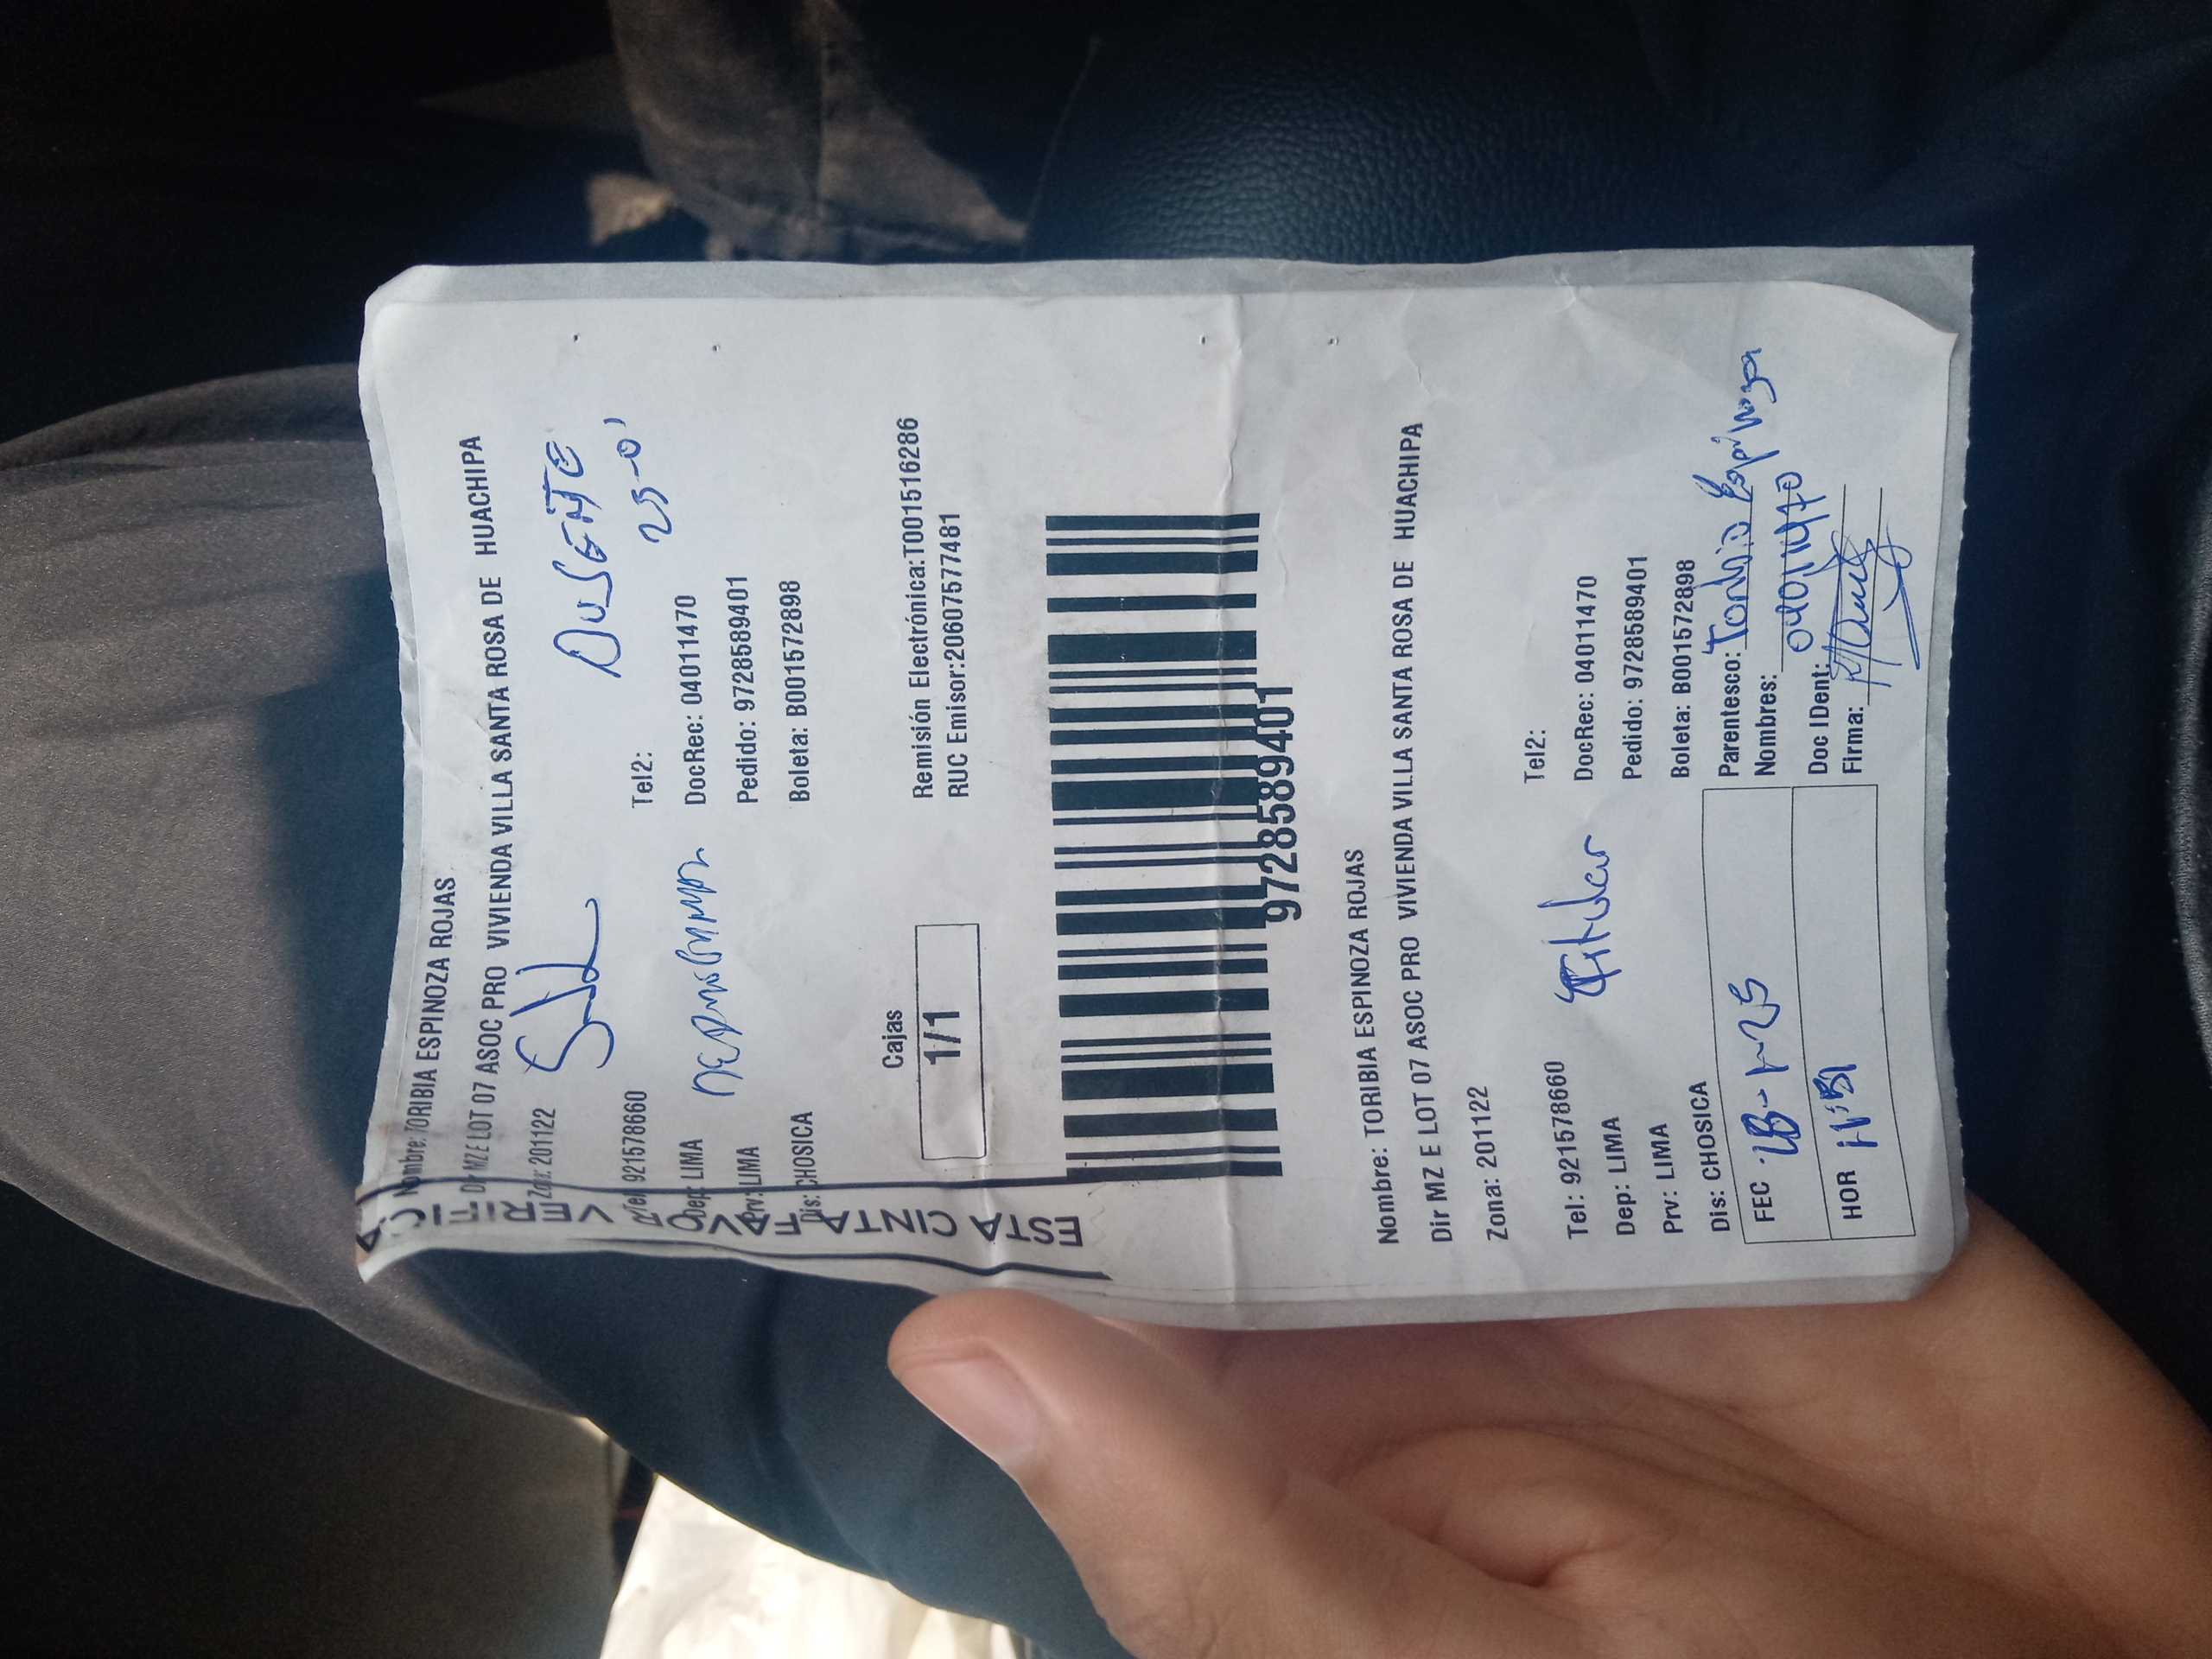 Nombre: TORIBIA ESPINOZA ROJAS
Dir MZ E LOT 07 ASOC PRO VIVIENDA VILLA SANTA ROSA DE HUACHIPA
Zona: 201122
AUSENTE
25-01
Tel: 921578660 Tel2:
Dep: LIMA DocRec: 04011470
Prv: LIMA Pedido: 9728589401
Dis: CHOSICA Boleta: B001572898
Cajas
1/1
Remisión Electrónica:T001516286
RUC Emisor:20607577481
ESTA CINTA
FAVOR
VERIFICA
9728589401
Nombre: TORIBIA ESPINOZA ROJAS
Dir MZ E LOT 07 ASOC PRO VIVIENDA VILLA SANTA ROSA DE HUACHIPA
Zona: 201122
Tel: 921578660 Tel2:
Titular
Dep: LIMA DocRec: 04011470
Prv: LIMA Pedido: 9728589401
Dis: CHOSICA Boleta: B001572898
FEC Parentesco: Espinoza
Nombres: 04011470
HOR Doc IDent:
Firma: